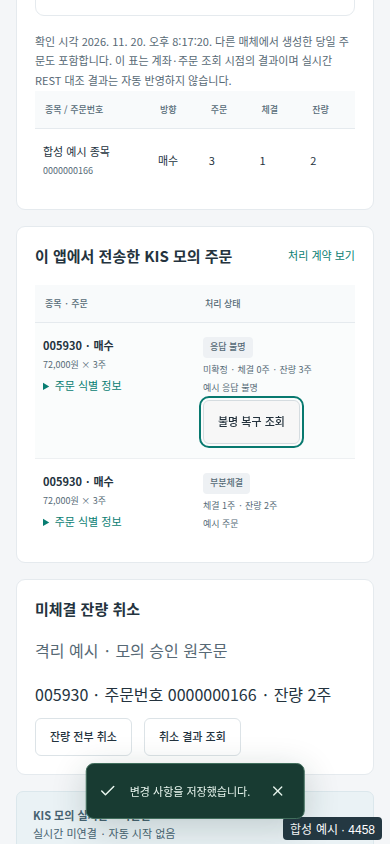 확인 시각 2026. 11. 20. 오후 8:17:20. 다른 매체에서 생성한 당일 주
문도 포함합니다. 이 표는 계좌·주문 조회 시점의 결과이며 실시간
REST 대조 결과는 자동 반영하지 않습니다.
종목 / 주문번호 방향 주문 체결 잔량
합성 예시 종목
0000000166
매수 3 1 2
이 앱에서 전송한 KIS 모의 주문 처리 계약 보기
종목 · 주문 처리 상태
005930 · 매수
72,000원 × 3주
▶ 주문 식별 정보
응답 불명
미확정 · 체결 0주 · 잔량 3주
예시 응답 불명
불명 복구 조회
005930 · 매수
72,000원 × 3주
▶ 주문 식별 정보
부분체결
체결 1주 · 잔량 2주
예시 주문
미체결 잔량 취소
격리 예시 · 모의 승인 원주문
005930 · 주문번호 0000000166 · 잔량 2주
잔량 전부 취소 취소 결과 조회
변경 사항을 저장했습니다.
KIS 모의
실시간 미연결 · 자동 시작 없음
합성 예시 · 4458